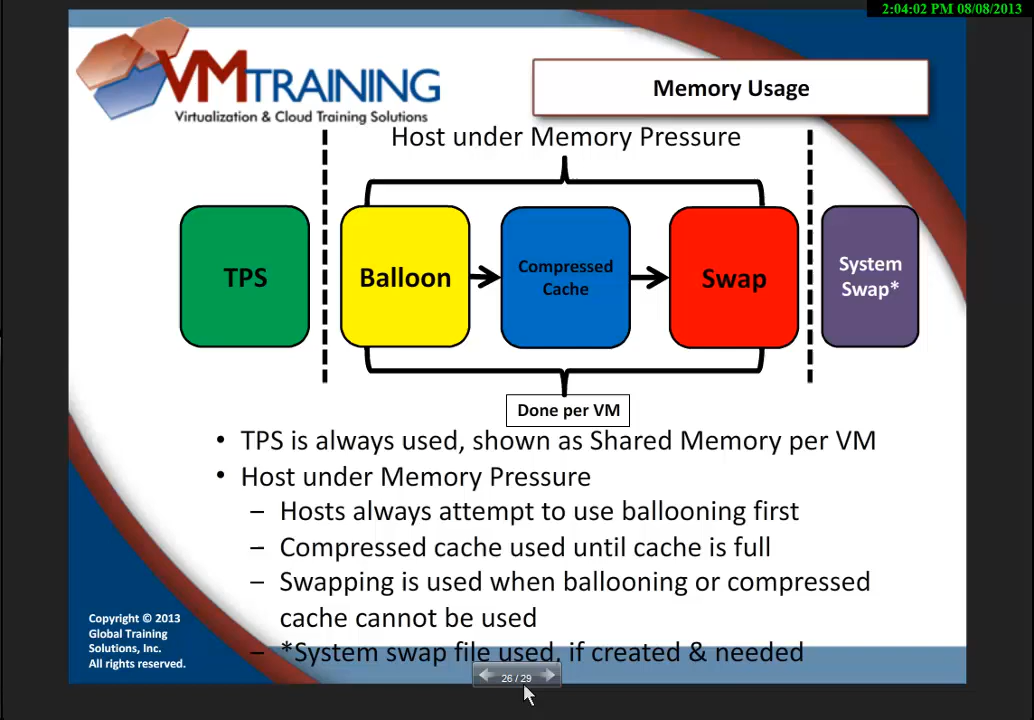 2:04:02 PM 08/08/2013
VMTRAINING
Virtualization & Cloud Training Solutions
Memory Usage
Host under Memory Pressure
TPS
Balloon
Compressed
Cache
Swap
System
Swap*
Done per VM
• TPS is always used, shown as Shared Memory per VM
• Host under Memory Pressure
– Hosts always attempt to use ballooning first
– Compressed cache used until cache is full
– Swapping is used when ballooning or compressed
cache cannot be used
– *System swap file used, if created & needed
Copyright © 2013
Global Training
Solutions, Inc.
All rights reserved.
26 / 29